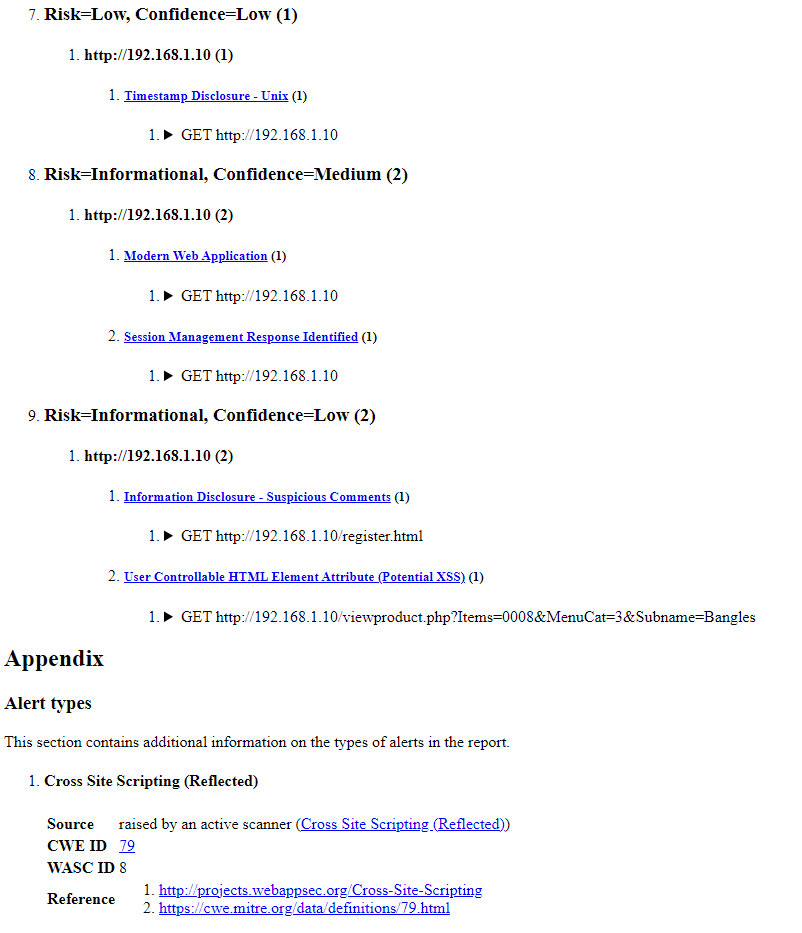 7. Risk=Low, Confidence=Low (1)
1. http://192.168.1.10 (1)
1. Timestamp Disclosure - Unix (1)
1. ▶ GET http://192.168.1.10
8. Risk=Informational, Confidence=Medium (2)
1. http://192.168.1.10 (2)
1. Modern Web Application (1)
1. ▶ GET http://192.168.1.10
2. Session Management Response Identified (1)
1. ▶ GET http://192.168.1.10
9. Risk=Informational, Confidence=Low (2)
1. http://192.168.1.10 (2)
1. Information Disclosure - Suspicious Comments (1)
1. ▶ GET http://192.168.1.10/register.html
2. User Controllable HTML Element Attribute (Potential XSS) (1)
1. ▶ GET http://192.168.1.10/viewproduct.php?Items=0008&MenuCat=3&Subname=Bangles
Appendix
Alert types
This section contains additional information on the types of alerts in the report.
1. Cross Site Scripting (Reflected)
Source raised by an active scanner (Cross Site Scripting (Reflected))
CWE ID 79
WASC ID 8
Reference 1. http://projects.webappsec.org/Cross-Site-Scripting
2. https://cwe.mitre.org/data/definitions/79.html